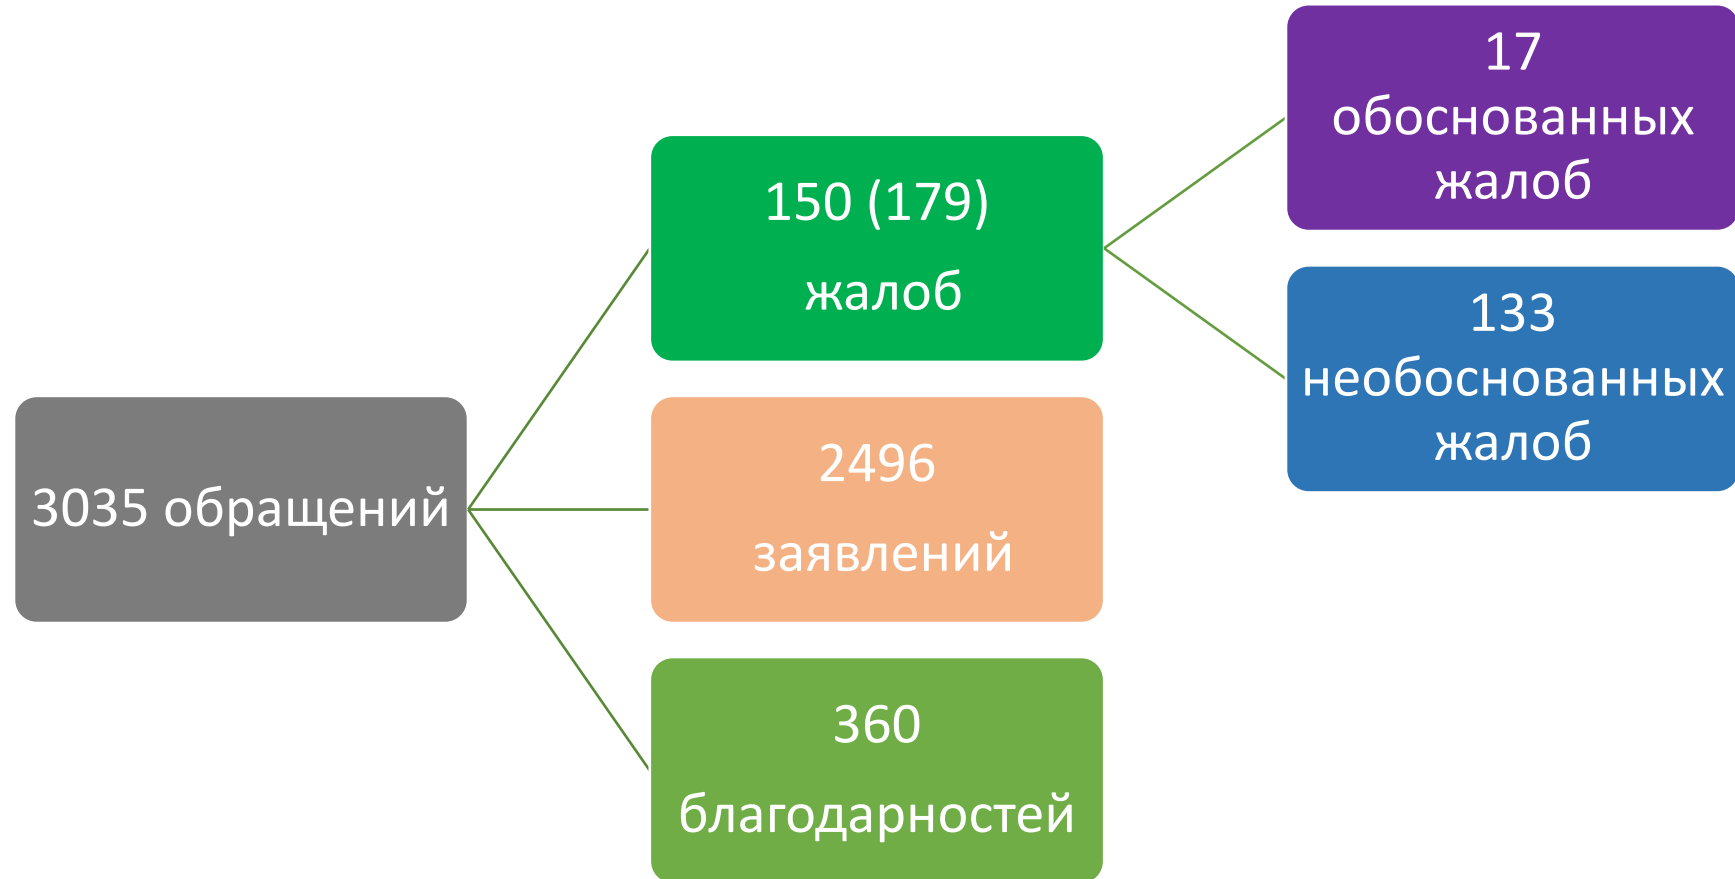 3035 обращений
150 (179)
жалоб
2496
заявлений
360
благодарностей
17
обоснованных
жалоб
133
необоснованных
жалоб